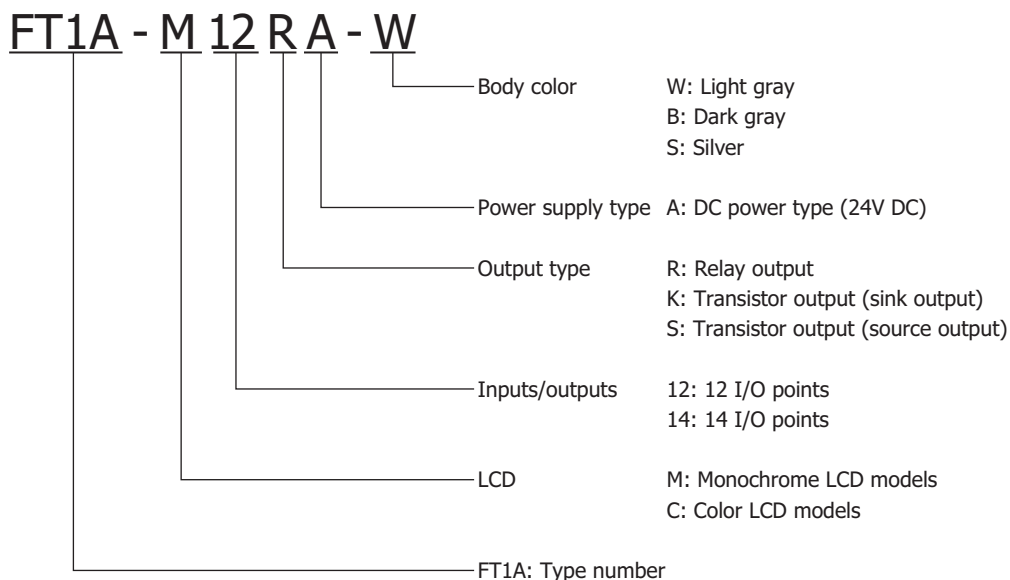 FT1A - M 12 R A - W
Body color W: Light gray
B: Dark gray
S: Silver
Power supply type A: DC power type (24V DC)
Output type R: Relay output
K: Transistor output (sink output)
S: Transistor output (source output)
Inputs/outputs 12: 12 I/O points
14: 14 I/O points
LCD M: Monochrome LCD models
C: Color LCD models
FT1A: Type number